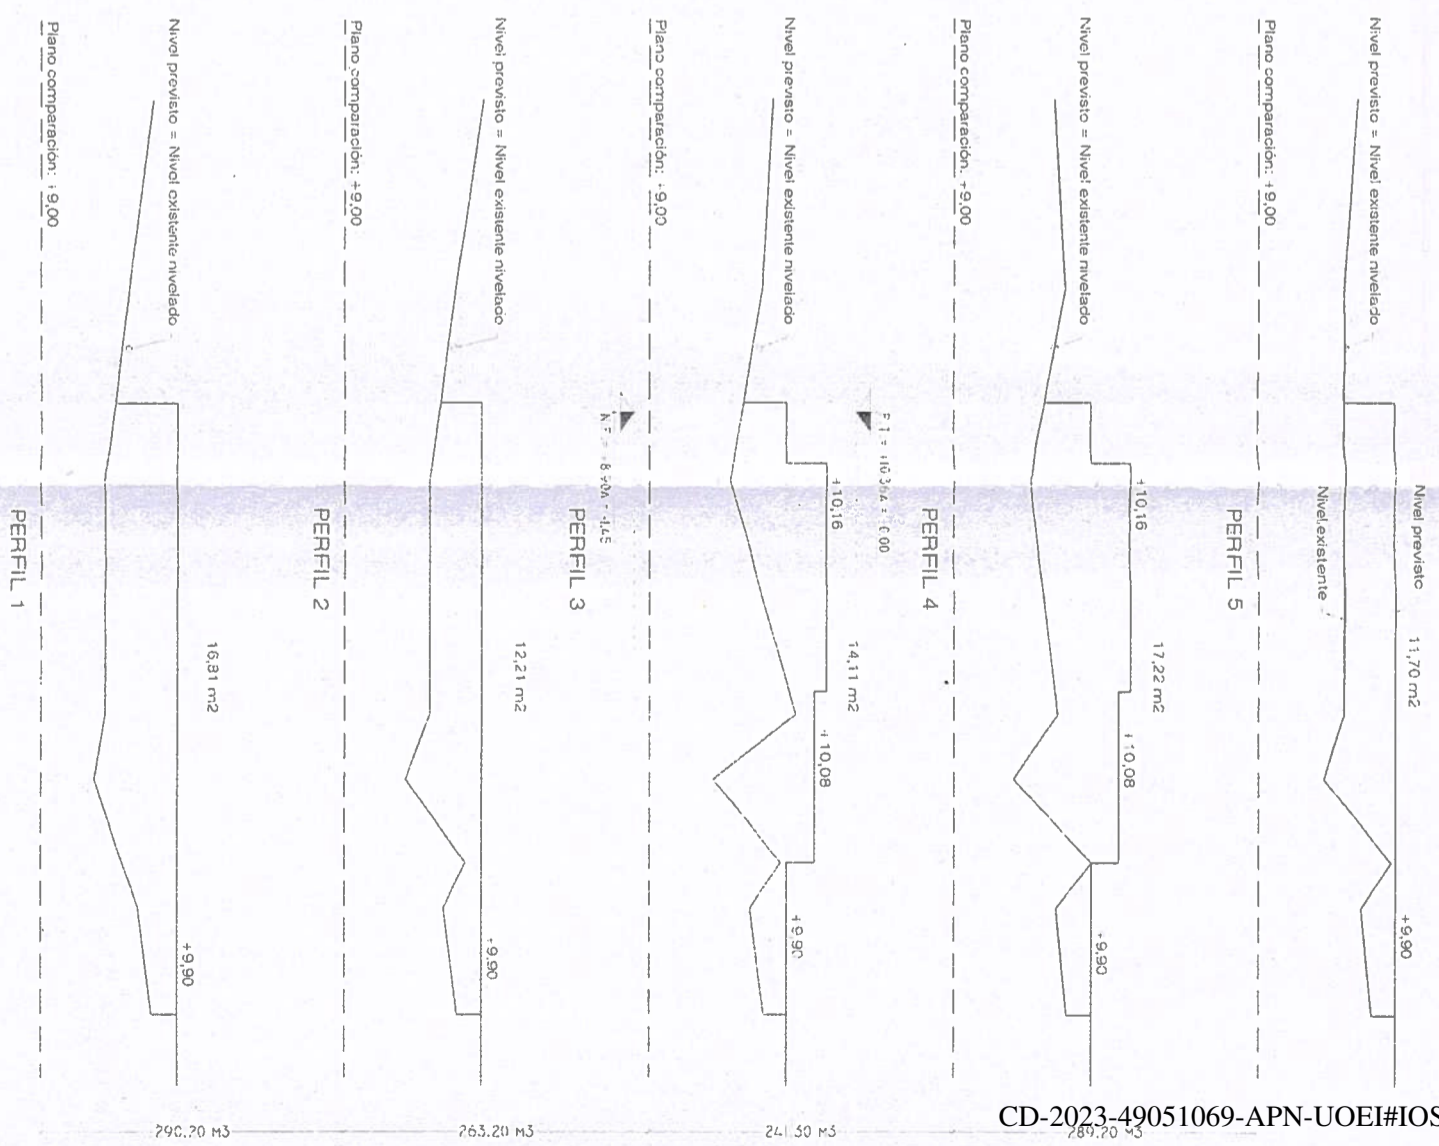 Nivel previsto
Nivel existente
11,70 m2
+9,90
Nivel previsto = Nivel existente nivelado
Plano comparación: +9,00
PERFIL 5
Nivel previsto = Nivel existente nivelado
+10,16
17,22 m2
+10,08
+9,90
Plano comparación: +9,00
PERFIL 4
Nivel previsto = Nivel existente nivelado
+10,16
14,11 m2
+10,08
+9,90
Plano comparación: +9,00
PERFIL 3
Nivel previsto = Nivel existente nivelado
12,21 m2
+9,90
Plano comparación: +9,00
PERFIL 2
Nivel previsto = Nivel existente nivelado
16,81 m2
+9,90
Plano comparación: +9,00
PERFIL 1
290.20 M3
263.20 M3
241.50 M3
289.20 M3
CD-2023-49051069-APN-UOEI#IOS